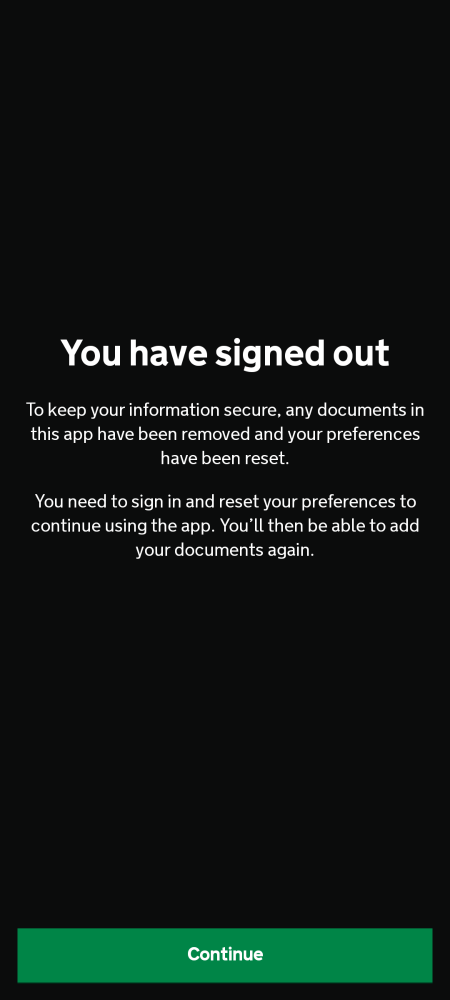 You have signed out
To keep your information secure, any documents in
this app have been removed and your preferences
have been reset.
You need to sign in and reset your preferences to
continue using the app. You’ll then be able to add
your documents again.
Continue